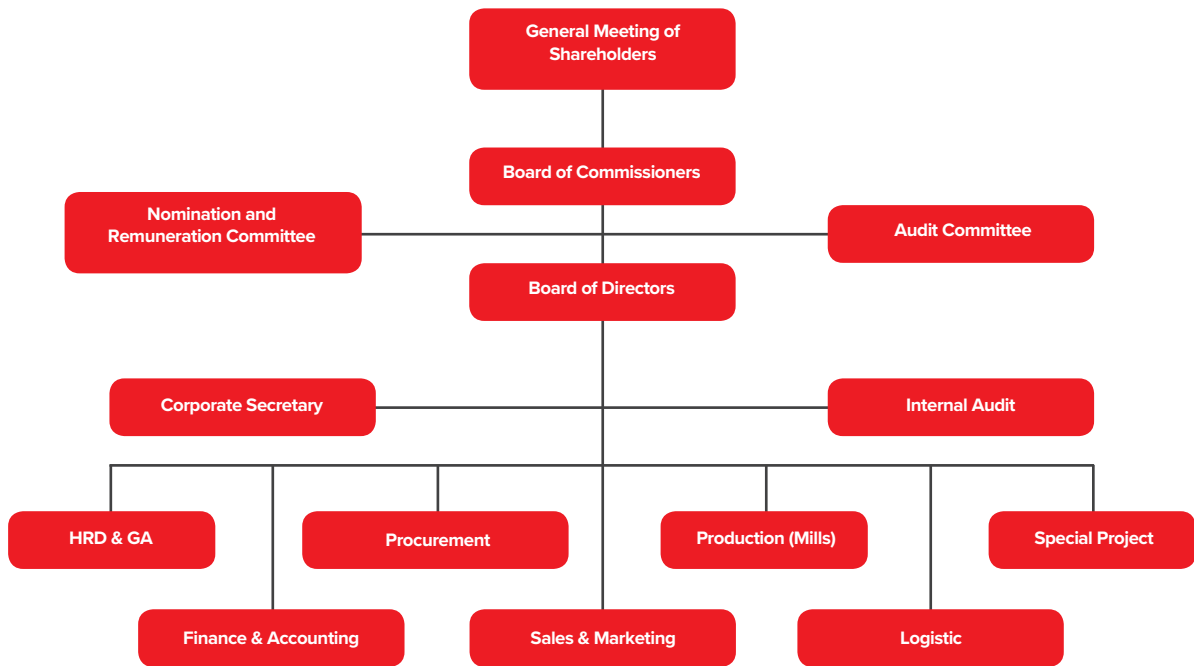 General Meeting of
Shareholders
Board of Commissioners
Nomination and
Remuneration Committee
Audit Committee
Board of Directors
Corporate Secretary
Internal Audit
HRD & GA
Procurement
Production (Mills)
Special Project
Finance & Accounting
Sales & Marketing
Logistic